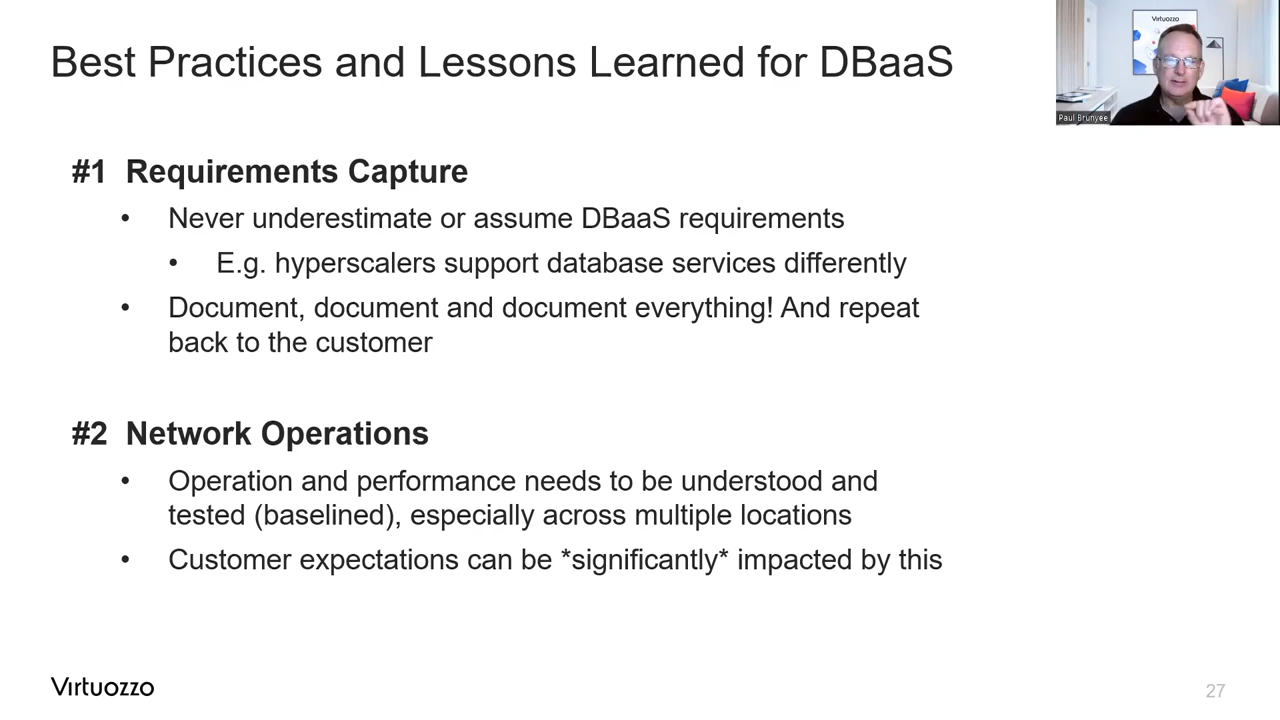 Best Practices and Lessons Learned for DBaaS
Virtuozzo
Paul Brunyee
#1 Requirements Capture
• Never underestimate or assume DBaaS requirements
• E.g. hyperscalers support database services differently
• Document, document and document everything! And repeat
back to the customer
#2 Network Operations
• Operation and performance needs to be understood and
tested (baselined), especially across multiple locations
• Customer expectations can be *significantly* impacted by this
Virtuozzo
27